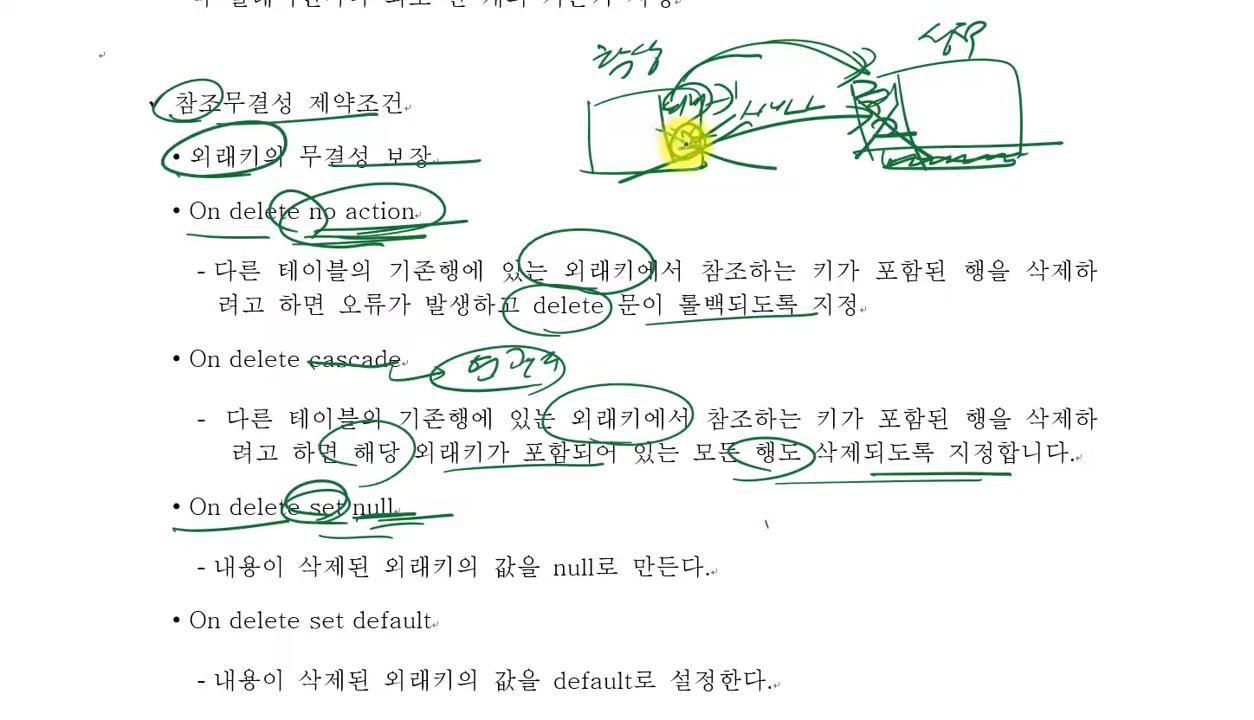 참조무결성 제약조건
• 외래키의 무결성 보장
• On delete no action
- 다른 테이블의 기존행에 있는 외래키에서 참조하는 키가 포함된 행을 삭제하
려고 하면 오류가 발생하고 delete 문이 롤백되도록 지정
• On delete cascade
- 다른 테이블의 기존행에 있는 외래키에서 참조하는 키가 포함된 행을 삭제하
려고 하면 해당 외래키가 포함되어 있는 모든 행도 삭제되도록 지정합니다.
• On delete set null
- 내용이 삭제된 외래키의 값을 null로 만든다.
• On delete set default
- 내용이 삭제된 외래키의 값을 default로 설정한다.